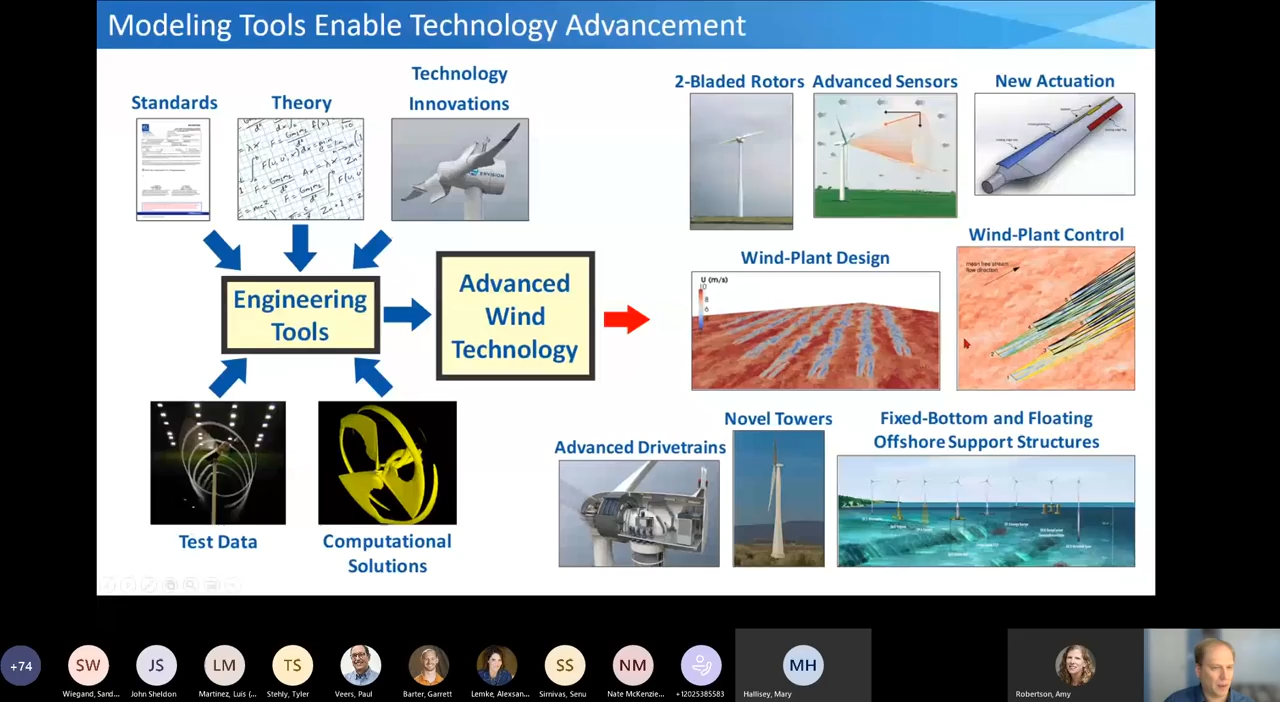 Modeling Tools Enable Technology Advancement
Standards
Theory
Technology
Innovations
ENVISION
Engineering
Tools
Advanced
Wind
Technology
Test Data
Computational
Solutions
2-Bladed Rotors
Advanced Sensors
New Actuation
Wind-Plant Design
U (m/s)
10
8
6
Wind-Plant Control
mean free stream
flow direction
Advanced Drivetrains
Novel Towers
Fixed-Bottom and Floating
Offshore Support Structures
+74
SW
JS
LM
TS
SS
NM
MH
Wiegand, Sand...
John Sheldon
Martinez, Luis (...
Stehly, Tyler
Veers, Paul
Barter, Garrett
Lemke, Alexsan...
Sirnivas, Senu
Nate McKenzie...
+12025385583
Hallisey, Mary
Robertson, Amy